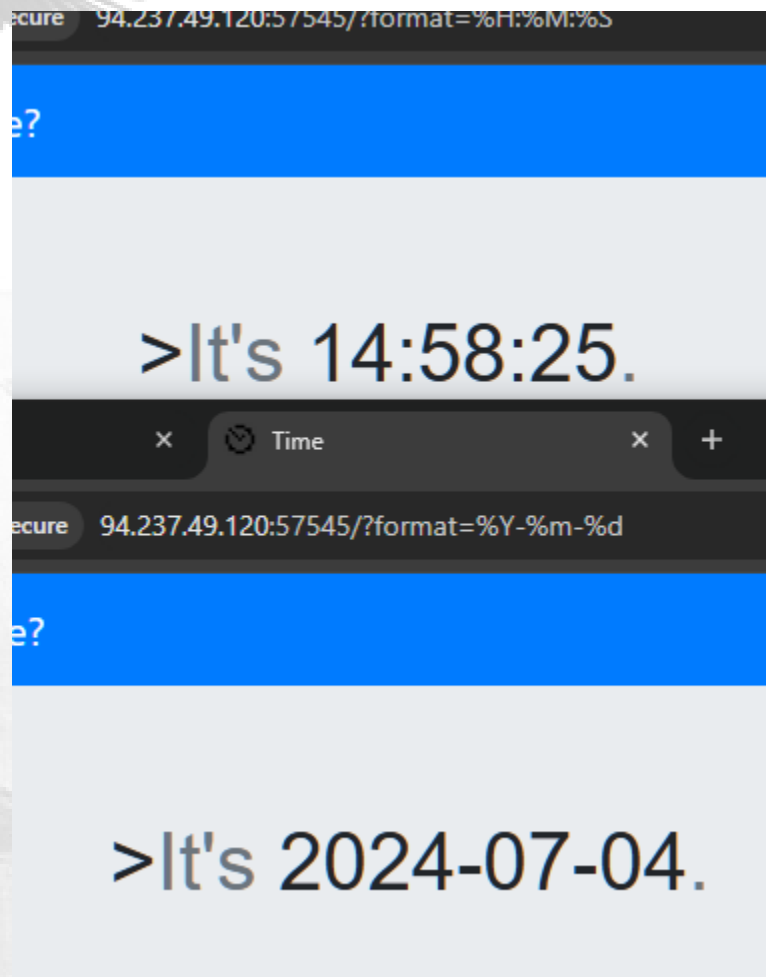 ecure 94.237.49.120:57545/?format=%H:%M:%S
e?
>It's 14:58:25.
× Time × +
ecure 94.237.49.120:57545/?format=%Y-%m-%d
e?
>It's 2024-07-04.